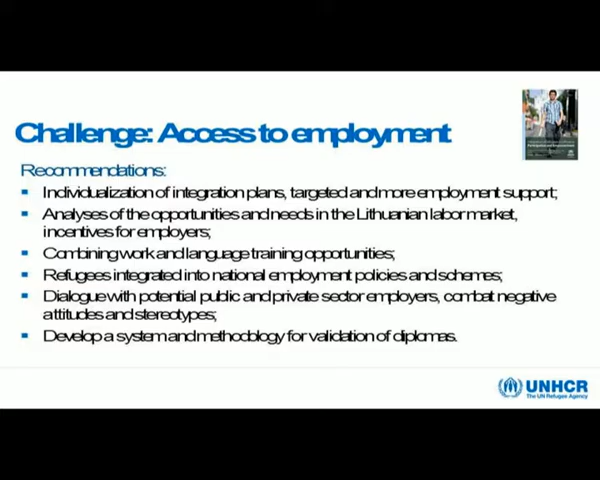 Challenge: Access to employment
Recommendations:
Individualization of integration plans, targeted and more employment support;
Analyses of the opportunities and needs in the Lithuanian labor market,
incentives for employers;
Combining work and language training opportunities;
Refugees integrated into national employment policies and schemes;
Dialogue with potential public and private sector employers, combat negative
attitudes and stereotypes;
Develop a system and methodology for validation of diplomas.
UNHCR
The UN Refugee Agency